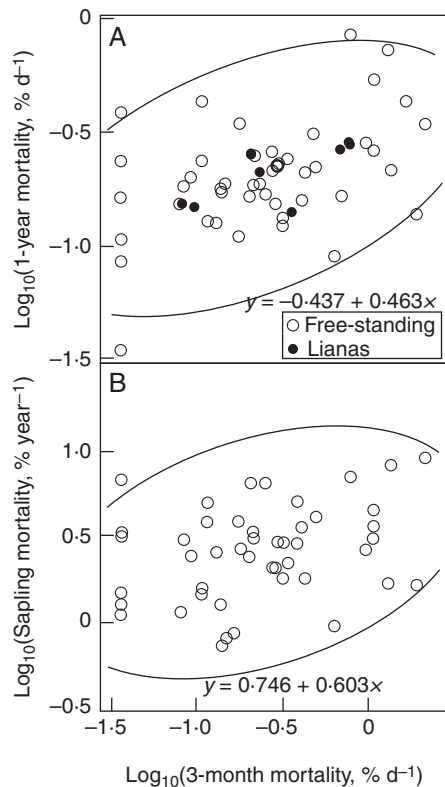 A
Log10(1-year mortality, % d−1)
0
−0.5
−1.0
−1.5
y = −0.437 + 0.463x
Free-standing
Lianas
B
Log10(Sapling mortality, % year−1)
1.0
0.5
0
−0.5
y = 0.746 + 0.603x
−1.5 −1.0 −0.5 0
Log10(3-month mortality, % d−1)